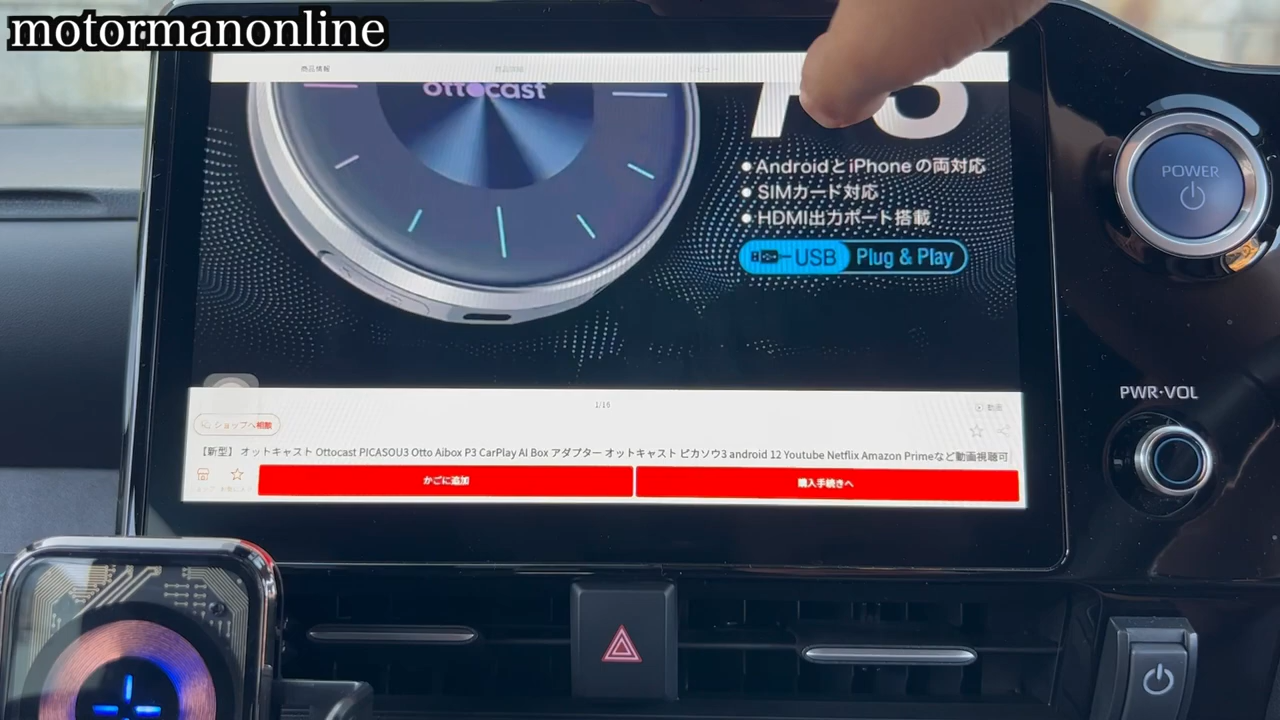 motormanonline
商品情報
ottocast
P3
AndroidとiPhoneの両対応
SIMカード対応
HDMI出力ポート搭載
USB Plug & Play
1/16
動画
ショップへ相談
【新型】 オットキャスト Ottocast PICASOU3 Otto Aibox P3 CarPlay AI Box アダプター オットキャスト ピカソウ3 android 12 Youtube Netflix Amazon Primeなど動画視聴可
かごに追加
購入手続きへ
POWER
PWR·VOL